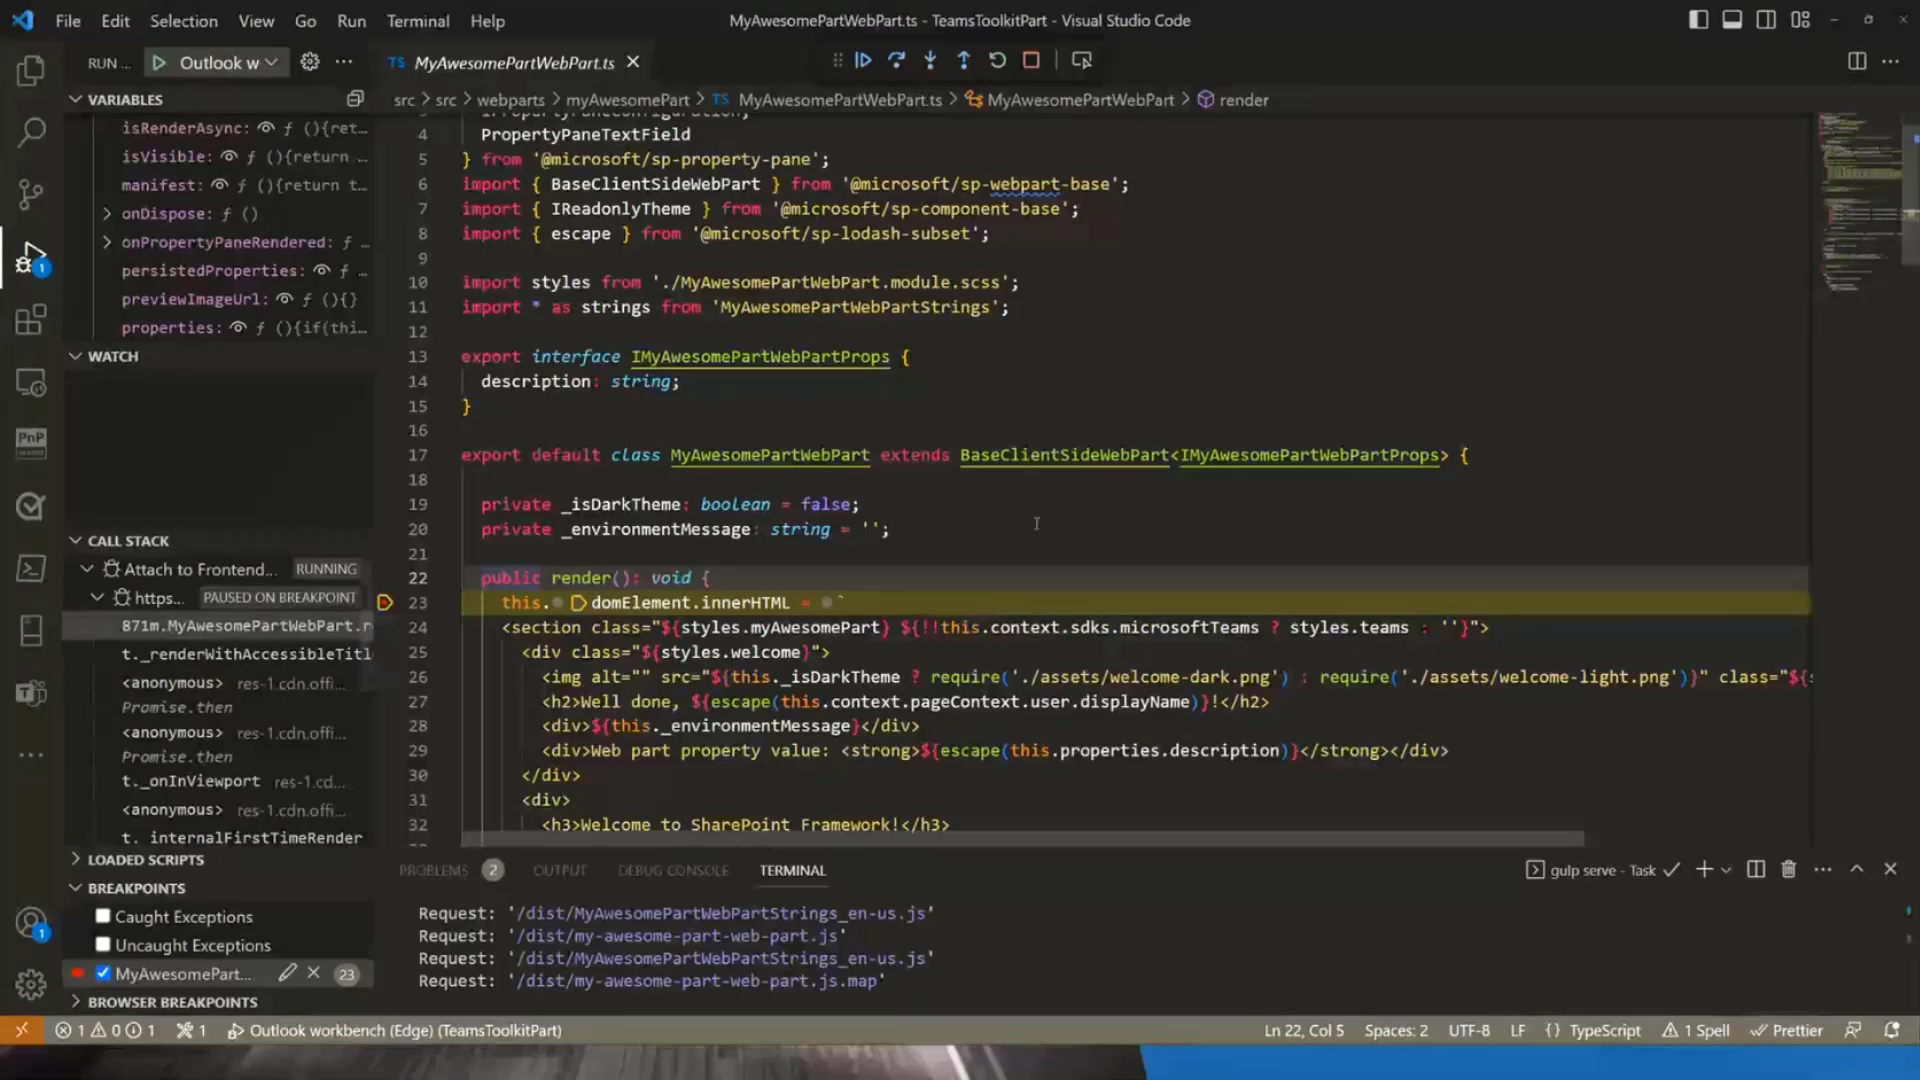 File Edit Selection View Go Run Terminal Help
MyAwesomePartWebPart.ts - TeamsToolkitPart - Visual Studio Code
RUN ... Outlook w ...
TS MyAwesomePartWebPart.ts
src > src > webparts > myAwesomePart > TS MyAwesomePartWebPart.ts > MyAwesomePartWebPart > render
VARIABLES
isRenderAsync: ƒ (){ret...
isVisible: ƒ (){return ...
manifest: ƒ (){return t...
onDispose: ƒ ()
onPropertyPaneRendered: ƒ ...
persistedProperties: ƒ ...
previewImageUrl: ƒ (){}
properties: ƒ (){if(thi...
WATCH
CALL STACK
Attach to Frontend... RUNNING
https... PAUSED ON BREAKPOINT
871m.MyAwesomePartWebPart.r
t._renderWithAccessibleTitl
<anonymous> res-1.cdn.offi...
Promise.then
<anonymous> res-1.cdn.offi...
Promise.then
t._onInViewport res-1.cd...
<anonymous> res-1.cdn.offi...
t._internalFirstTimeRender
LOADED SCRIPTS
BREAKPOINTS
Caught Exceptions
Uncaught Exceptions
MyAwesomePart... 23
BROWSER BREAKPOINTS
PnP
1
1
3 IPropertyPaneConfiguration,
4 PropertyPaneTextField
5 } from '@microsoft/sp-property-pane';
6 import { BaseClientSideWebPart } from '@microsoft/sp-webpart-base';
7 import { IReadonlyTheme } from '@microsoft/sp-component-base';
8 import { escape } from '@microsoft/sp-lodash-subset';
9
10 import styles from './MyAwesomePartWebPart.module.scss';
11 import * as strings from 'MyAwesomePartWebPartStrings';
12
13 export interface IMyAwesomePartWebPartProps {
14 description: string;
15 }
16
17 export default class MyAwesomePartWebPart extends BaseClientSideWebPart<IMyAwesomePartWebPartProps> {
18
19 private _isDarkTheme: boolean = false;
20 private _environmentMessage: string = '';
21
22 public render(): void {
23 this.domElement.innerHTML = `
24 <section class="${styles.myAwesomePart} ${!!this.context.sdks.microsoftTeams ? styles.teams : ''}">
25 <div class="${styles.welcome}">
26 <img alt="" src="${this._isDarkTheme ? require('./assets/welcome-dark.png') : require('./assets/welcome-light.png')}" class="${s
27 <h2>Well done, ${escape(this.context.pageContext.user.displayName)}!</h2>
28 <div>${this._environmentMessage}</div>
29 <div>Web part property value: <strong>${escape(this.properties.description)}</strong></div>
30 </div>
31 <div>
32 <h3>Welcome to SharePoint Framework!</h3>
PROBLEMS 2 OUTPUT DEBUG CONSOLE TERMINAL
gulp serve - Task
Request: '/dist/MyAwesomePartWebPartStrings_en-us.js'
Request: '/dist/my-awesome-part-web-part.js'
Request: '/dist/MyAwesomePartWebPartStrings_en-us.js'
Request: '/dist/my-awesome-part-web-part.js.map'
1 0 1 1 Outlook workbench (Edge) (TeamsToolkitPart)
Ln 22, Col 5 Spaces: 2 UTF-8 LF {} TypeScript 1 Spell Prettier